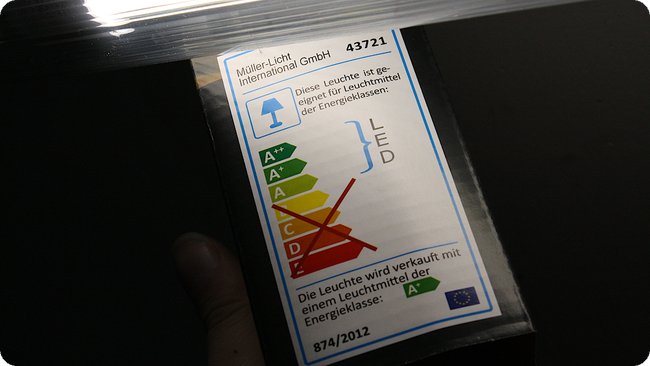 Müller-Licht
International GmbH 43721
Diese Leuchte ist ge-
eignet für Leuchtmittel
der Energieklassen:
A++
A+
A
C
D
L
E
D
Die Leuchte wird verkauft mit
einem Leuchtmittel der
Energieklasse: A+
874/2012